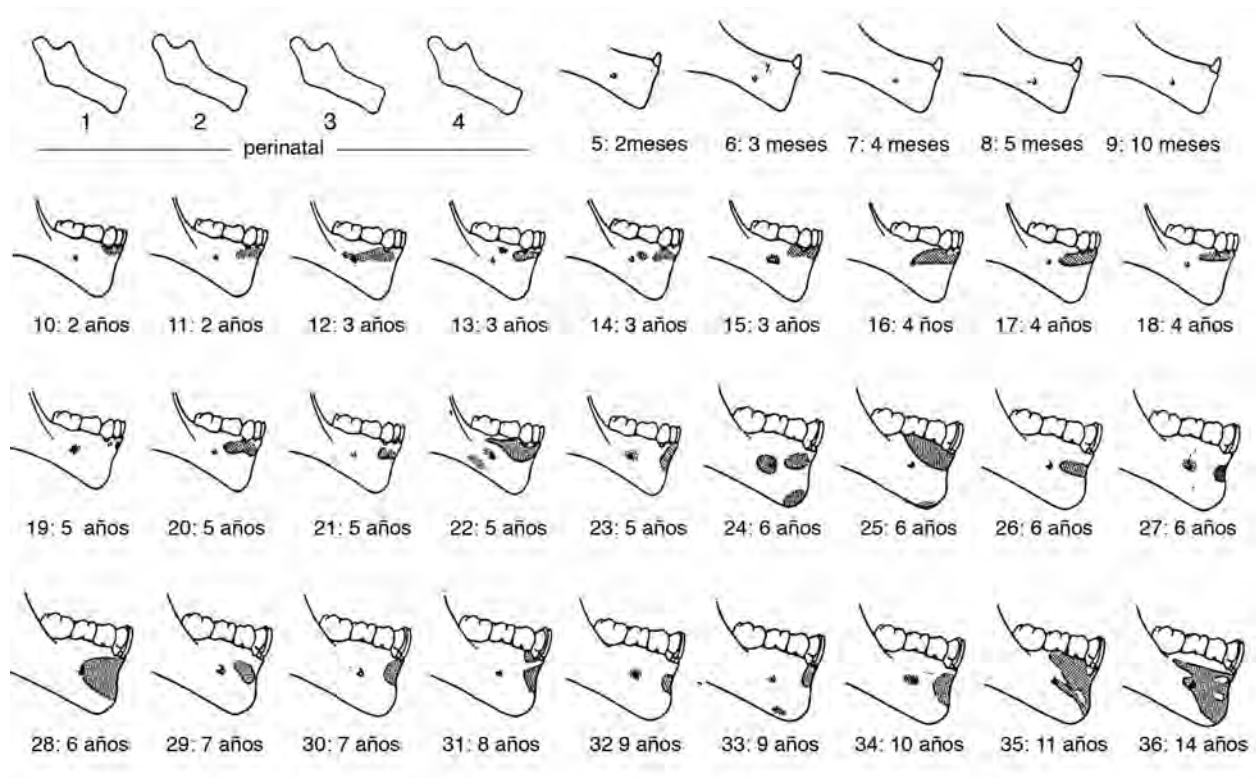 1 2 3 4
perinatal
5: 2meses 6: 3 meses 7: 4 meses 8: 5 meses 9: 10 meses
10: 2 años 11: 2 años 12: 3 años 13: 3 años 14: 3 años 15: 3 años 16: 4 ños 17: 4 años 18: 4 años
19: 5 años 20: 5 años 21: 5 años 22: 5 años 23: 5 años 24: 6 años 25: 6 años 26: 6 años 27: 6 años
28: 6 años 29: 7 años 30: 7 años 31: 8 años 32 9 años 33: 9 años 34: 10 años 35: 11 años 36: 14 años